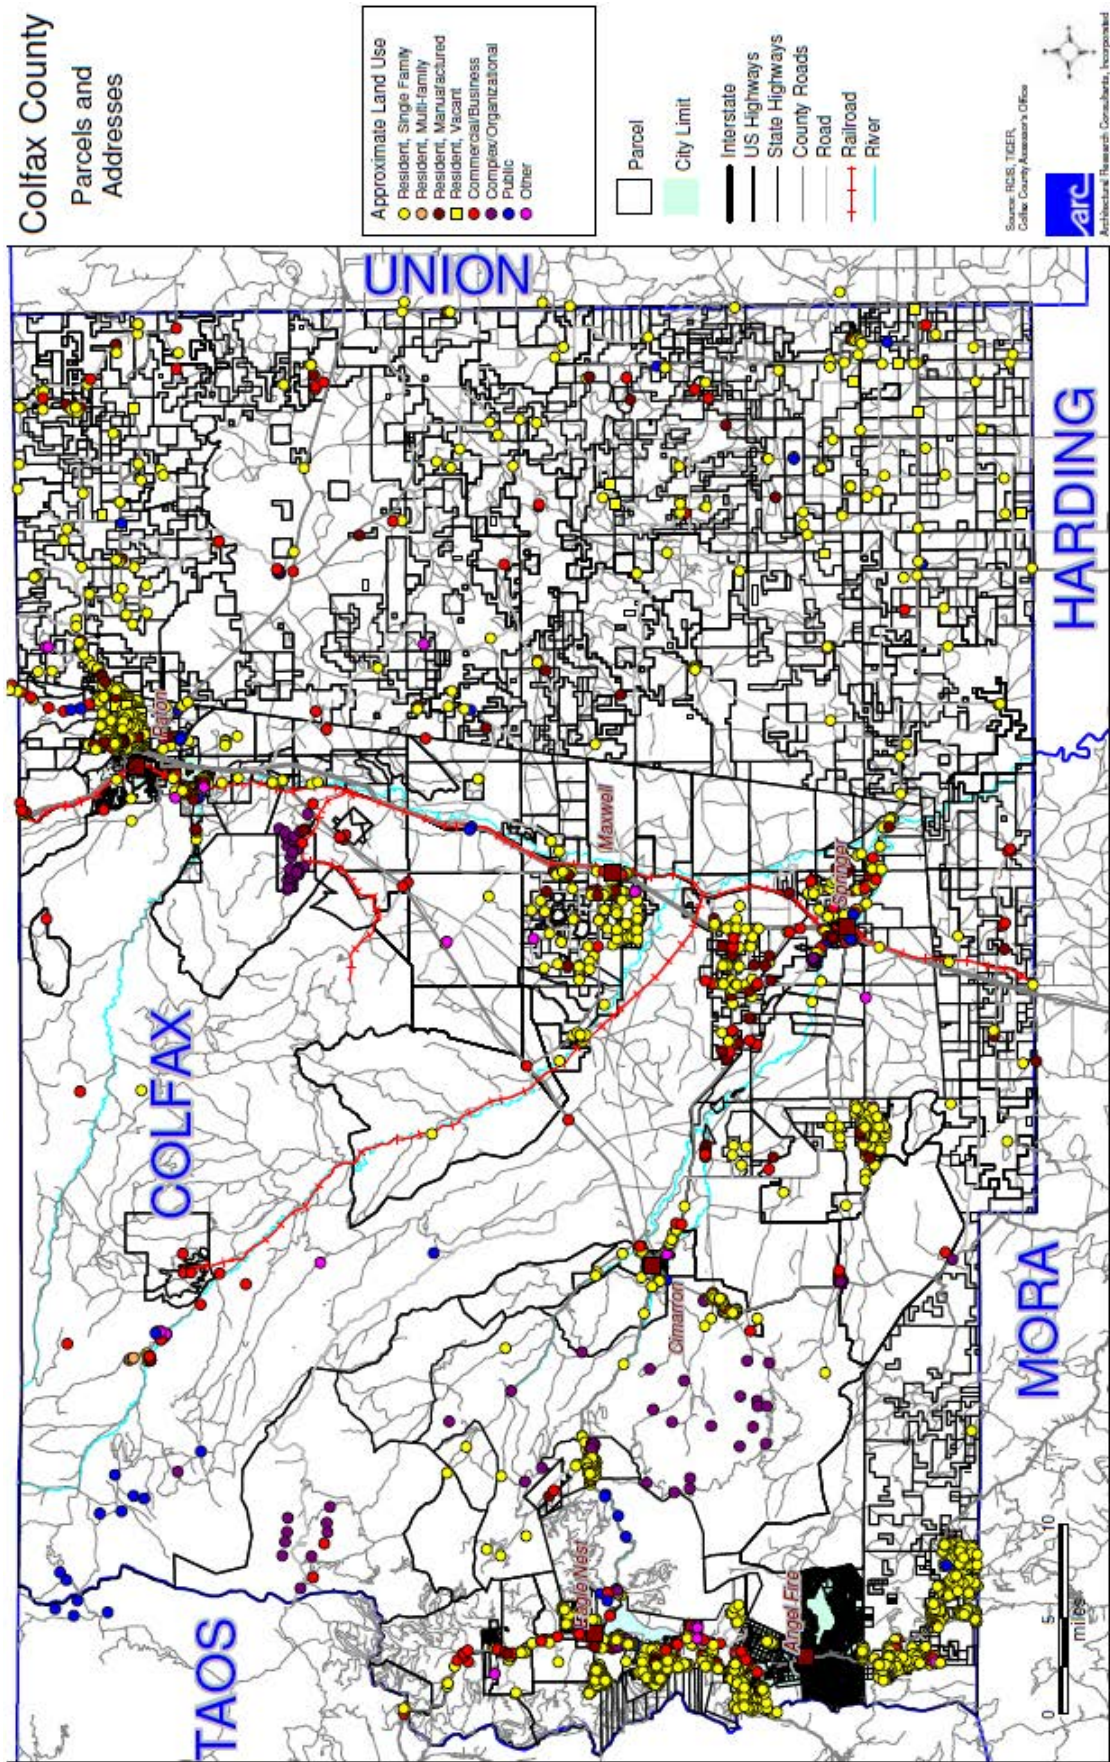 Colfax County
Parcels and
Addresses
Approximate Land Use
Resident, Single Family
Resident, Multi-family
Resident, Manuafactured
Resident, Vacant
Commercial/Business
Complex/Organizational
Public
Other
Parcel
City Limit
Interstate
US Highways
State Highways
County Roads
Road
Railroad
River
Source: RGIS, TIGER,
Colfax County Assessor's Office
arc
Architectural Research Consultants, Incorporated
UNION
HARDING
COLFAX
MORA
TAOS
Raton
Maxwell
Springer
Cimarron
Eagle Nest
Angel Fire
0 5 10
miles